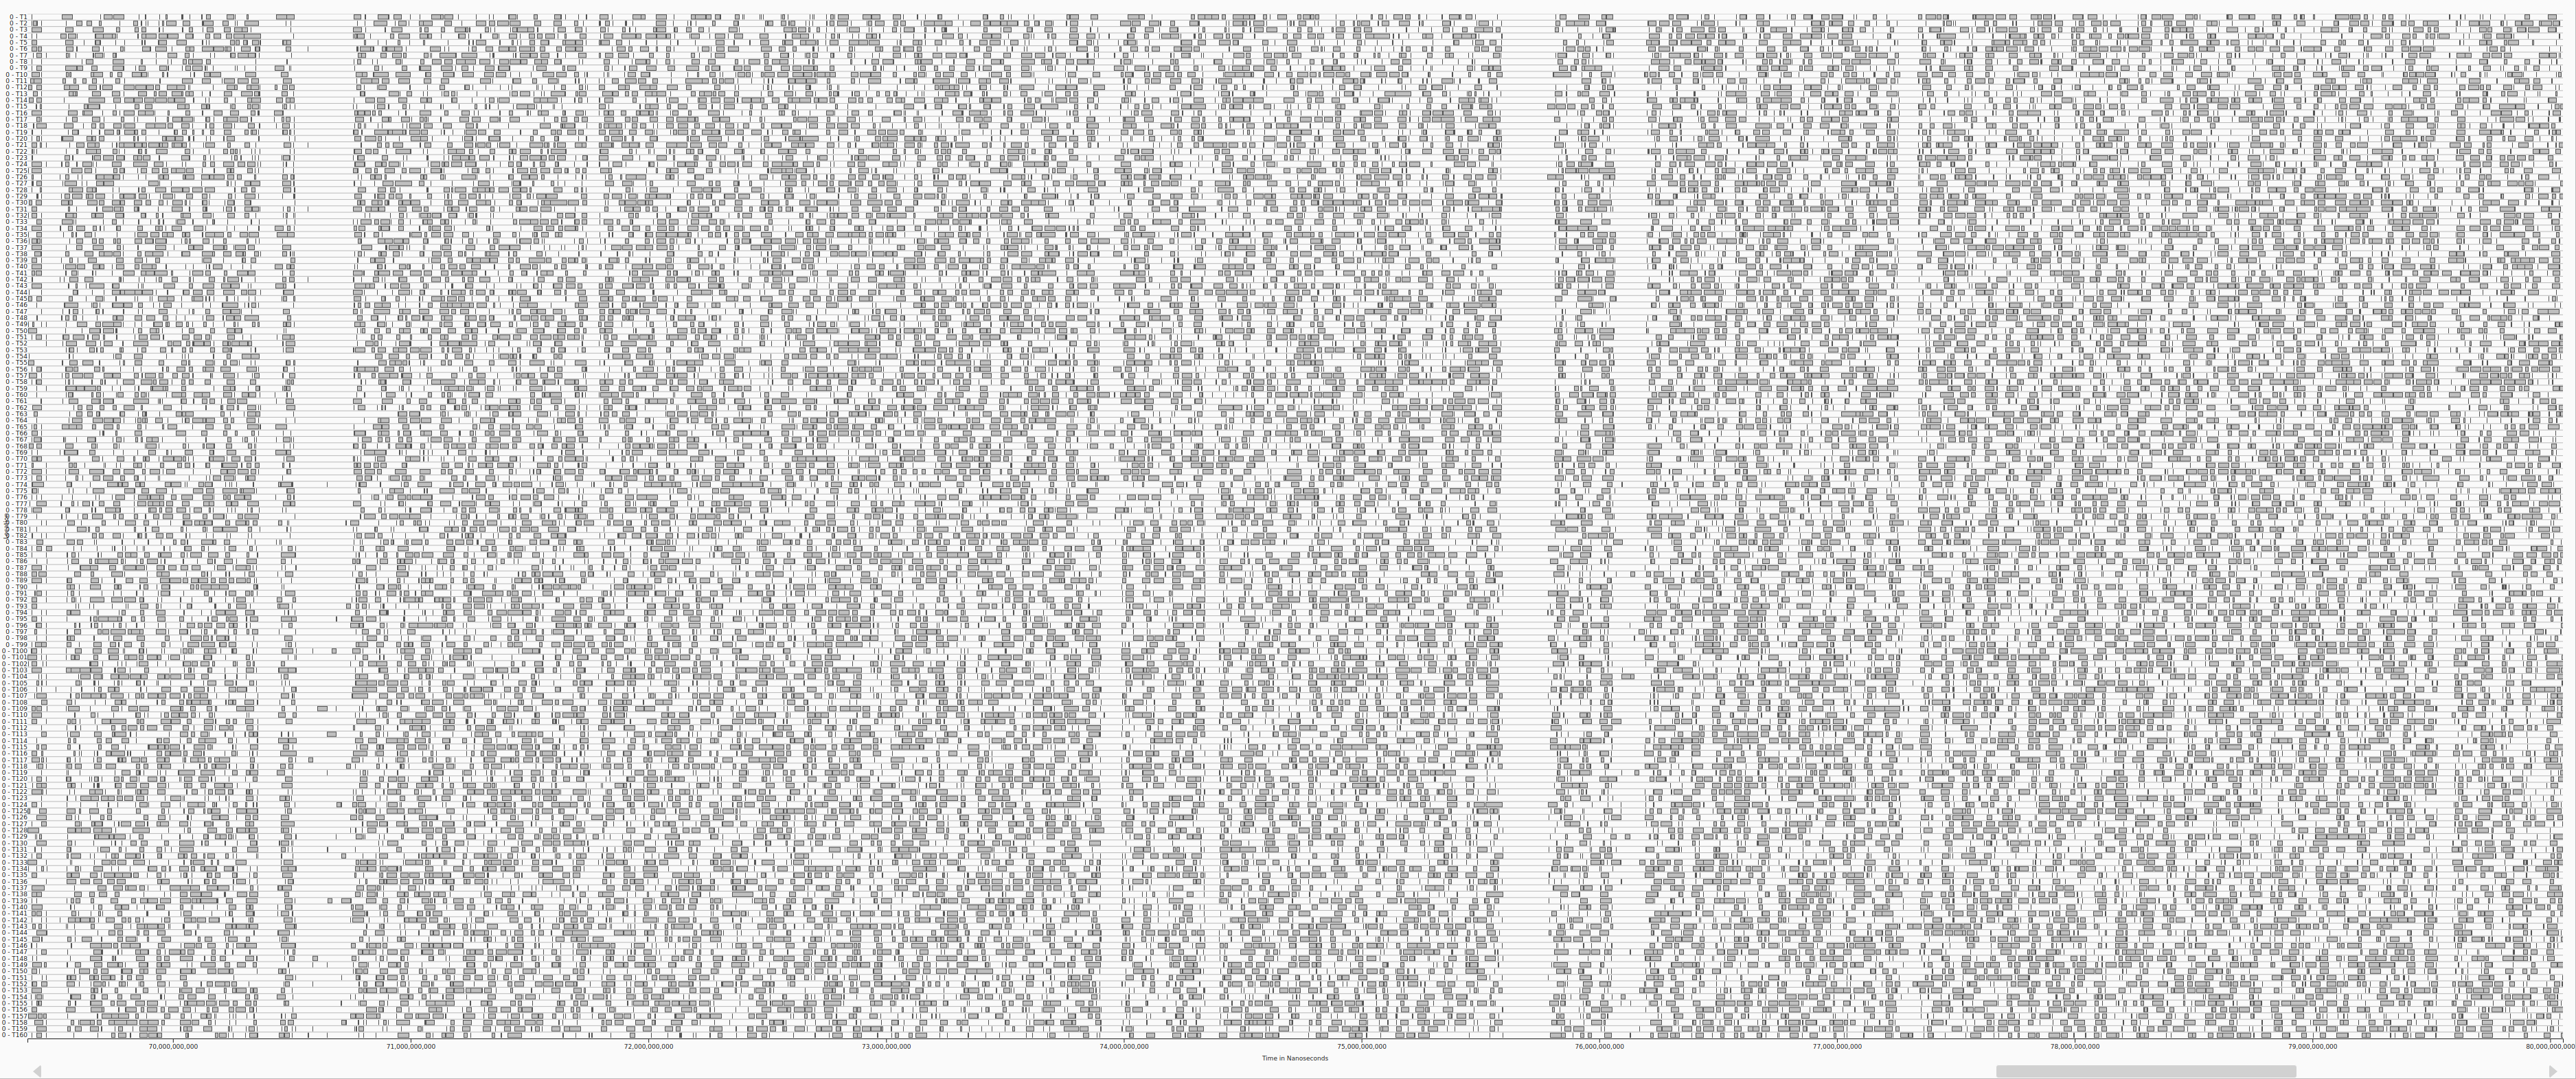 0 - T1
0 - T2
0 - T3
0 - T4
0 - T5
0 - T6
0 - T7
0 - T8
0 - T9
0 - T10
0 - T11
0 - T12
0 - T13
0 - T14
0 - T15
0 - T16
0 - T17
0 - T18
0 - T19
0 - T20
0 - T21
0 - T22
0 - T23
0 - T24
0 - T25
0 - T26
0 - T27
0 - T28
0 - T29
0 - T30
0 - T31
0 - T32
0 - T33
0 - T34
0 - T35
0 - T36
0 - T37
0 - T38
0 - T39
0 - T40
0 - T41
0 - T42
0 - T43
0 - T44
0 - T45
0 - T46
0 - T47
0 - T48
0 - T49
0 - T50
0 - T51
0 - T52
0 - T53
0 - T54
0 - T55
0 - T56
0 - T57
0 - T58
0 - T59
0 - T60
0 - T61
0 - T62
0 - T63
0 - T64
0 - T65
0 - T66
0 - T67
0 - T68
0 - T69
0 - T70
0 - T71
0 - T72
0 - T73
0 - T74
0 - T75
0 - T76
0 - T77
0 - T78
0 - T79
0 - T80
0 - T81
0 - T82
0 - T83
0 - T84
0 - T85
0 - T86
0 - T87
0 - T88
0 - T89
0 - T90
0 - T91
0 - T92
0 - T93
0 - T94
0 - T95
0 - T96
0 - T97
0 - T98
0 - T99
0 - T100
0 - T101
0 - T102
0 - T103
0 - T104
0 - T105
0 - T106
0 - T107
0 - T108
0 - T109
0 - T110
0 - T111
0 - T112
0 - T113
0 - T114
0 - T115
0 - T116
0 - T117
0 - T118
0 - T119
0 - T120
0 - T121
0 - T122
0 - T123
0 - T124
0 - T125
0 - T126
0 - T127
0 - T128
0 - T129
0 - T130
0 - T131
0 - T132
0 - T133
0 - T134
0 - T135
0 - T136
0 - T137
0 - T138
0 - T139
0 - T140
0 - T141
0 - T142
0 - T143
0 - T144
0 - T145
0 - T146
0 - T147
0 - T148
0 - T149
0 - T150
0 - T151
0 - T152
0 - T153
0 - T154
0 - T155
0 - T156
0 - T157
0 - T158
0 - T159
0 - T160
70,000,000,000 71,000,000,000 72,000,000,000 73,000,000,000 74,000,000,000 75,000,000,000 76,000,000,000 77,000,000,000 78,000,000,000 79,000,000,000 80,000,000,000
Time in Nanoseconds